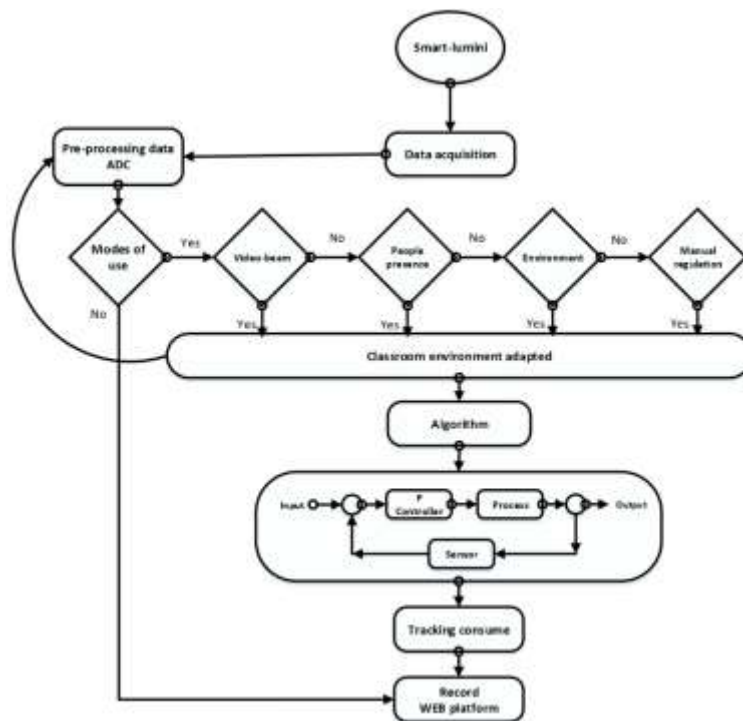 Smart-lumini
Pre-processing data
ADC
Data acquisition
Modes of
use
Yes
Video-beam
No
People
presence
No
Environment
No
Manual
regulation
No
Yes
Yes
Yes
Yes
Classroom environment adapted
Algorithm
Input
P
Controller
Process
Output
Sensor
Tracking consume
Record
WEB platform